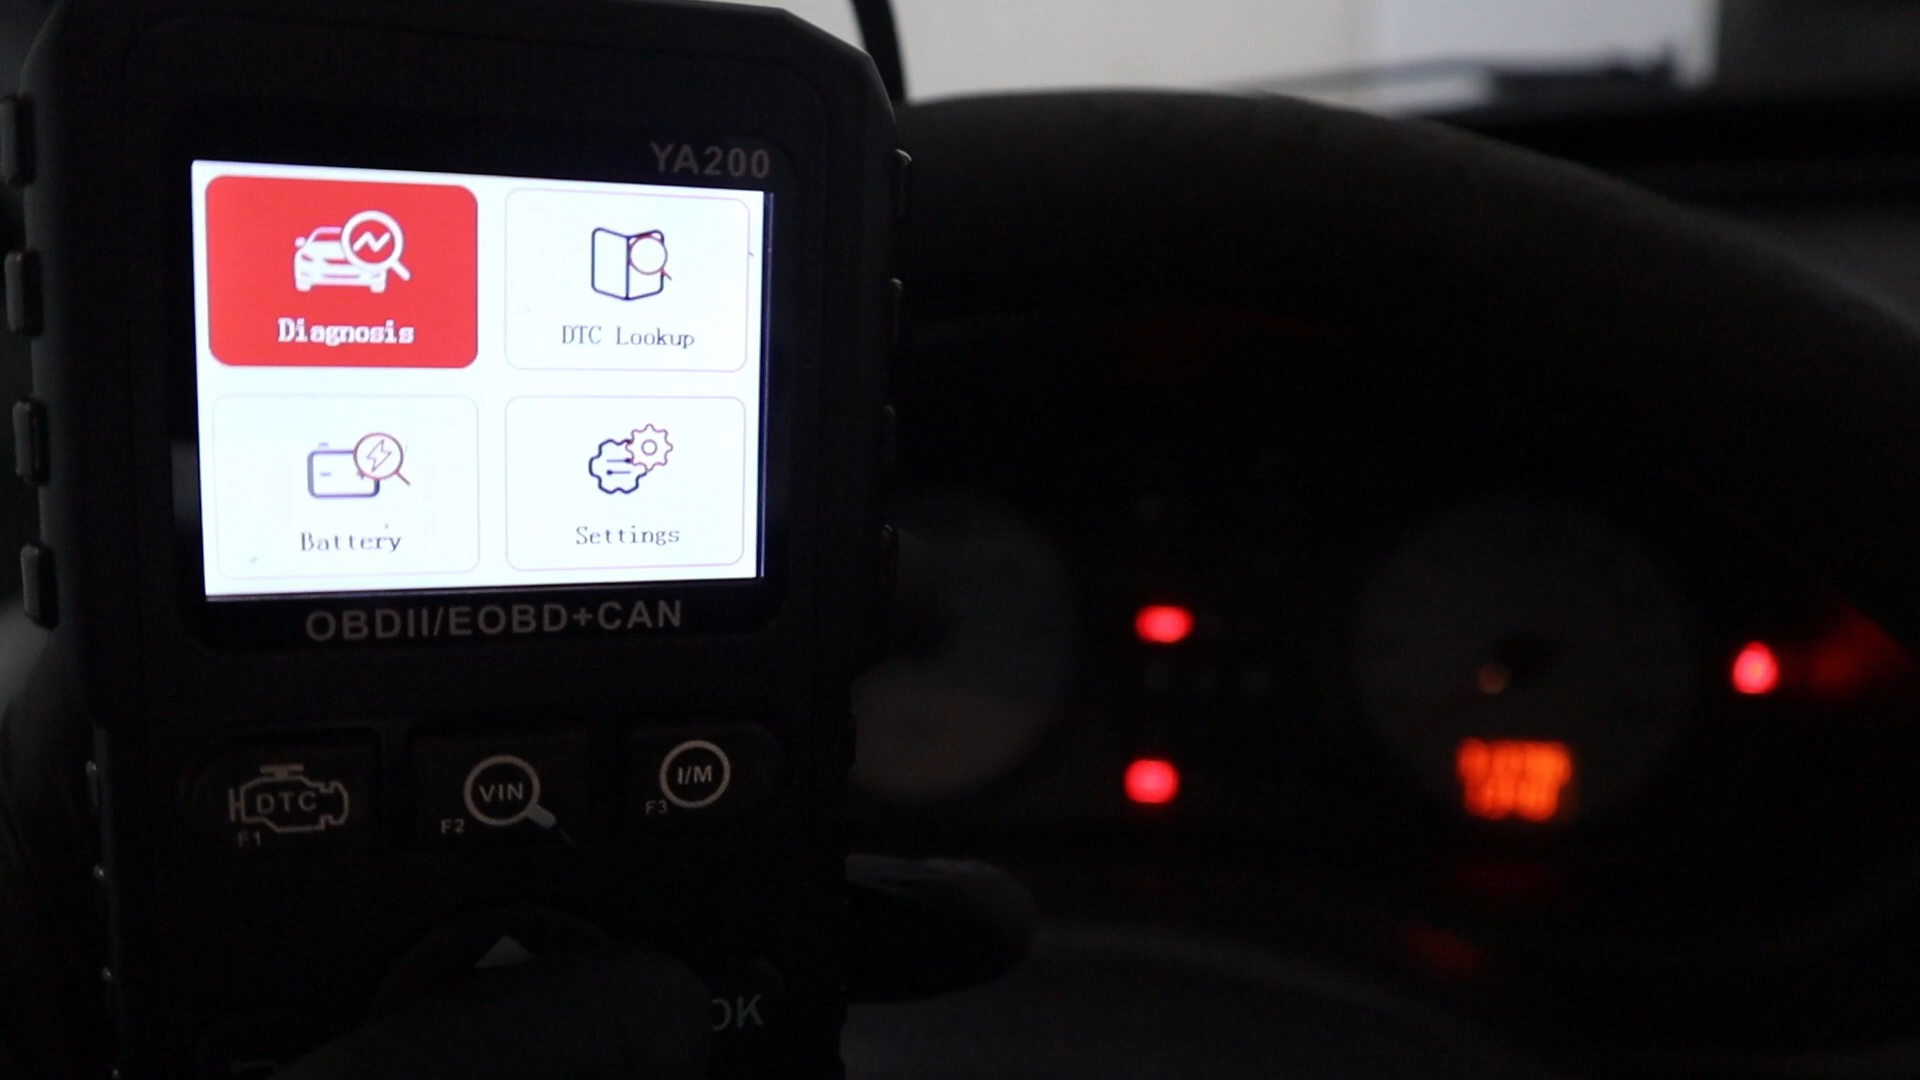 YA200
Diagnosis
DTC Lookup
Battery
Settings
OBDII/EOBD+CAN
DTC
F1
VIN
F2
I/M
F3
OK